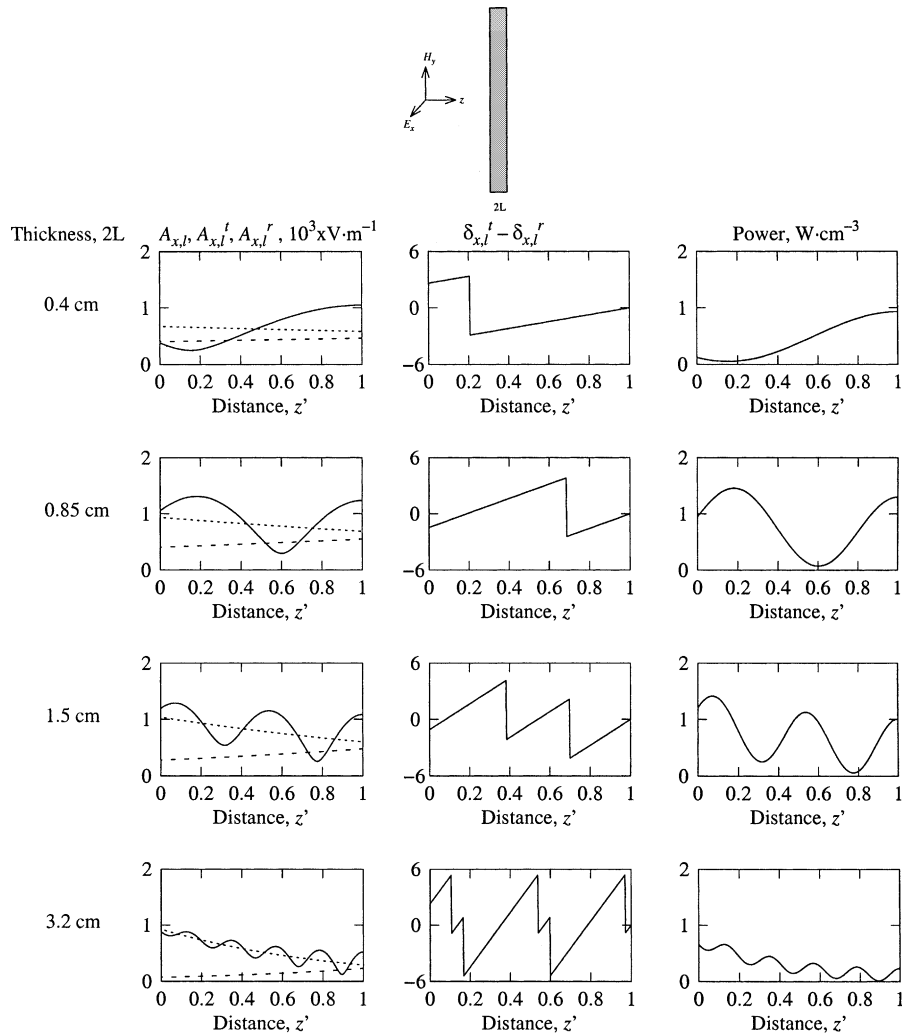 H_y
z
E_x
2L
Thickness, 2L A_{x,l}, A_{x,l}^t, A_{x,l}^r , 10^3xV·m^{−1} δ_{x,l}^t − δ_{x,l}^r Power, W·cm^{−3}
0.4 cm
2 1 0
0 0.2 0.4 0.6 0.8 1
Distance, z’
6 0 −6
0 0.2 0.4 0.6 0.8 1
Distance, z’
2 1 0
0 0.2 0.4 0.6 0.8 1
Distance, z’
0.85 cm
2 1 0
0 0.2 0.4 0.6 0.8 1
Distance, z’
6 0 −6
0 0.2 0.4 0.6 0.8 1
Distance, z’
2 1 0
0 0.2 0.4 0.6 0.8 1
Distance, z’
1.5 cm
2 1 0
0 0.2 0.4 0.6 0.8 1
Distance, z’
6 0 −6
0 0.2 0.4 0.6 0.8 1
Distance, z’
2 1 0
0 0.2 0.4 0.6 0.8 1
Distance, z’
3.2 cm
2 1 0
0 0.2 0.4 0.6 0.8 1
Distance, z’
6 0 −6
0 0.2 0.4 0.6 0.8 1
Distance, z’
2 1 0
0 0.2 0.4 0.6 0.8 1
Distance, z’